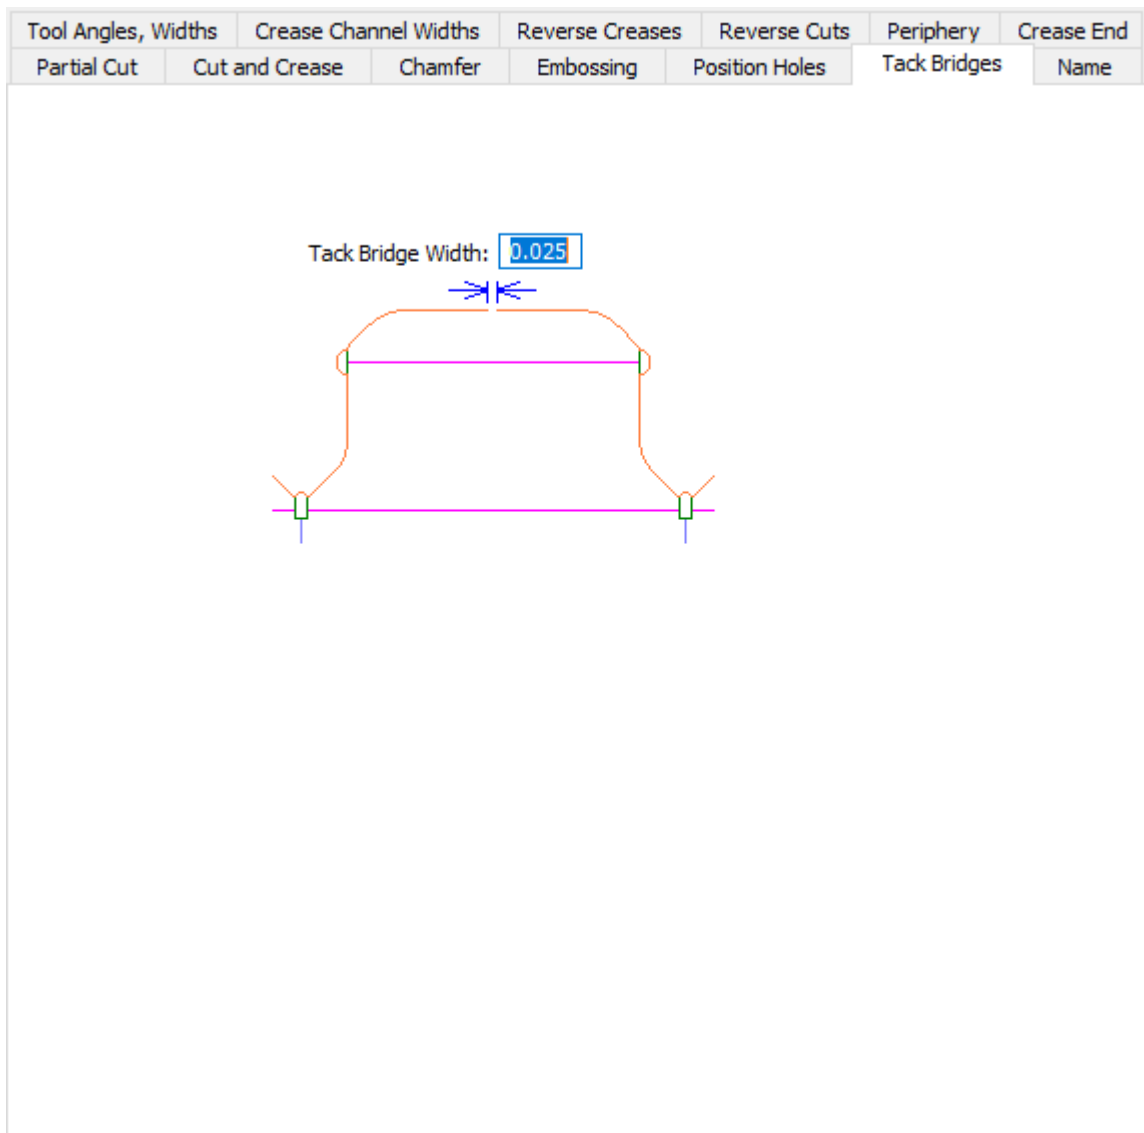 Tool Angles, Widths Crease Channel Widths Reverse Creases Reverse Cuts Periphery Crease End
Partial Cut Cut and Crease Chamfer Embossing Position Holes Tack Bridges Name
Tack Bridge Width: 0.025